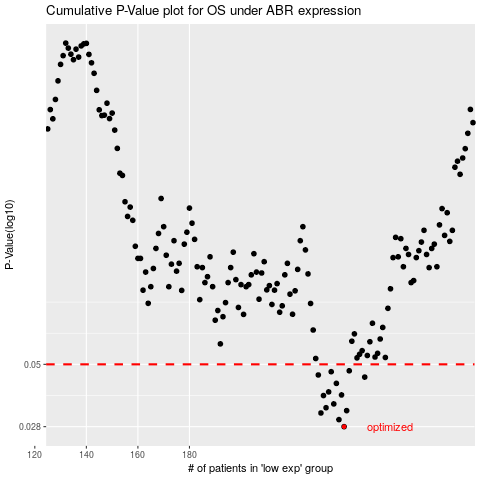 Cumulative P-Value plot for OS under ABR expression
P-Value(log10)
0.05
0.028
optimized
120 140 160 180
# of patients in 'low exp' group